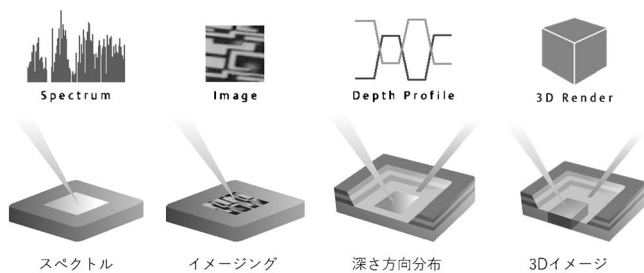 Spectrum
Image
Depth Profile
3D Render
スペクトル
イメージング
深さ方向分布
3Dイメージ